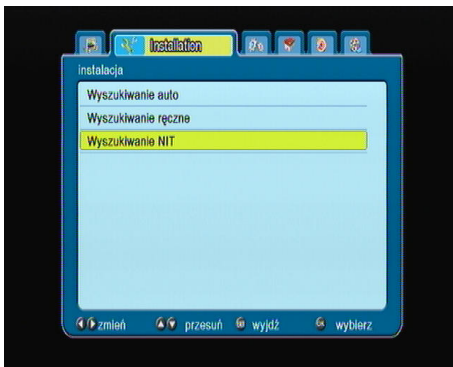 Installation
instalacja
Wyszukiwanie auto
Wyszukiwanie ręczne
Wyszukiwanie NIT
zmień przesuń wyjdź wybierz